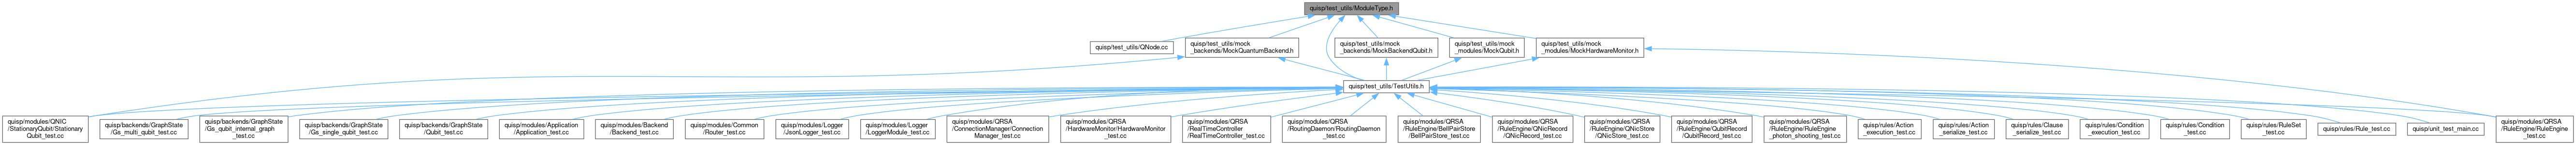 quisp/test_utils/ModuleType.h
quisp/test_utils/QNode.cc
quisp/test_utils/mock
_backends/MockQuantumBackend.h
quisp/test_utils/mock
_backends/MockBackendQubit.h
quisp/test_utils/mock
_modules/MockQubit.h
quisp/test_utils/mock
_modules/MockHardwareMonitor.h
quisp/test_utils/TestUtils.h
quisp/modules/QNIC
/StationaryQubit/Stationary
Qubit_test.cc
quisp/backends/GraphState
/Gs_multi_qubit_test.cc
quisp/backends/GraphState
/Gs_qubit_internal_graph
_test.cc
quisp/backends/GraphState
/Gs_single_qubit_test.cc
quisp/backends/GraphState
/Qubit_test.cc
quisp/modules/Application
/Application_test.cc
quisp/modules/Backend
/Backend_test.cc
quisp/modules/Common
/Router_test.cc
quisp/modules/Logger
/JsonLogger_test.cc
quisp/modules/Logger
/LoggerModule_test.cc
quisp/modules/QRSA
/ConnectionManager/Connection
Manager_test.cc
quisp/modules/QRSA
/HardwareMonitor/HardwareMonitor
_test.cc
quisp/modules/QRSA
/RealTimeController
/RealTimeController_test.cc
quisp/modules/QRSA
/RoutingDaemon/RoutingDaemon
_test.cc
quisp/modules/QRSA
/RuleEngine/BellPairStore
/BellPairStore_test.cc
quisp/modules/QRSA
/RuleEngine/QNicRecord
/QNicRecord_test.cc
quisp/modules/QRSA
/RuleEngine/QNicStore
/QNicStore_test.cc
quisp/modules/QRSA
/RuleEngine/QubitRecord
/QubitRecord_test.cc
quisp/modules/QRSA
/RuleEngine/RuleEngine
_photon_shooting_test.cc
quisp/rules/Action
_execution_test.cc
quisp/rules/Action
_serialize_test.cc
quisp/rules/Clause
_serialize_test.cc
quisp/rules/Condition
_execution_test.cc
quisp/rules/Condition
_test.cc
quisp/rules/RuleSet
_test.cc
quisp/rules/Rule_test.cc
quisp/unit_test_main.cc
quisp/modules/QRSA
/RuleEngine/RuleEngine
_test.cc